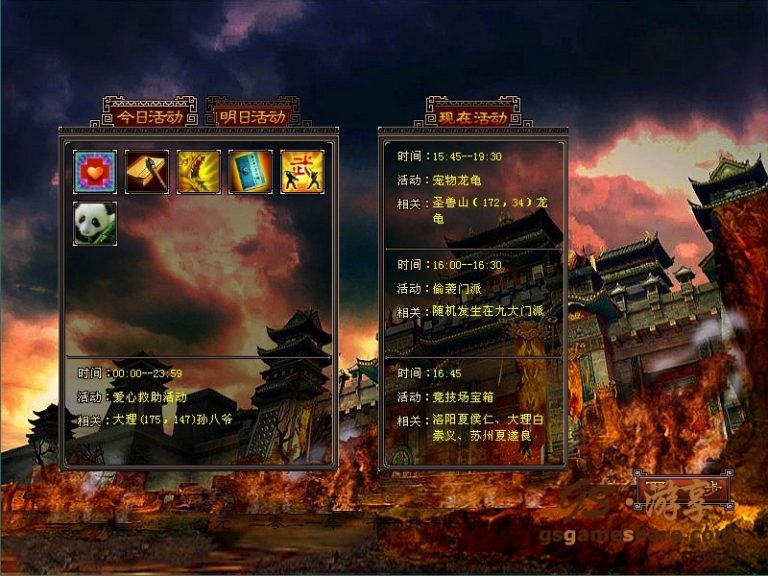 今日活动
明日活动
时间：00:00--23:59
活动：爱心救助活动
相关：大理(175，147)孙八爷
现在活动
时间：15:45--19:30
活动：宠物龙龟
相关：圣兽山（172，34）龙
龟
时间：16:00--16:30
活动：偷袭门派
相关：随机发生在九大门派
时间：16:45
活动：竞技场宝箱
相关：洛阳夏侯仁、大理白
崇义、苏州夏遂良
游享